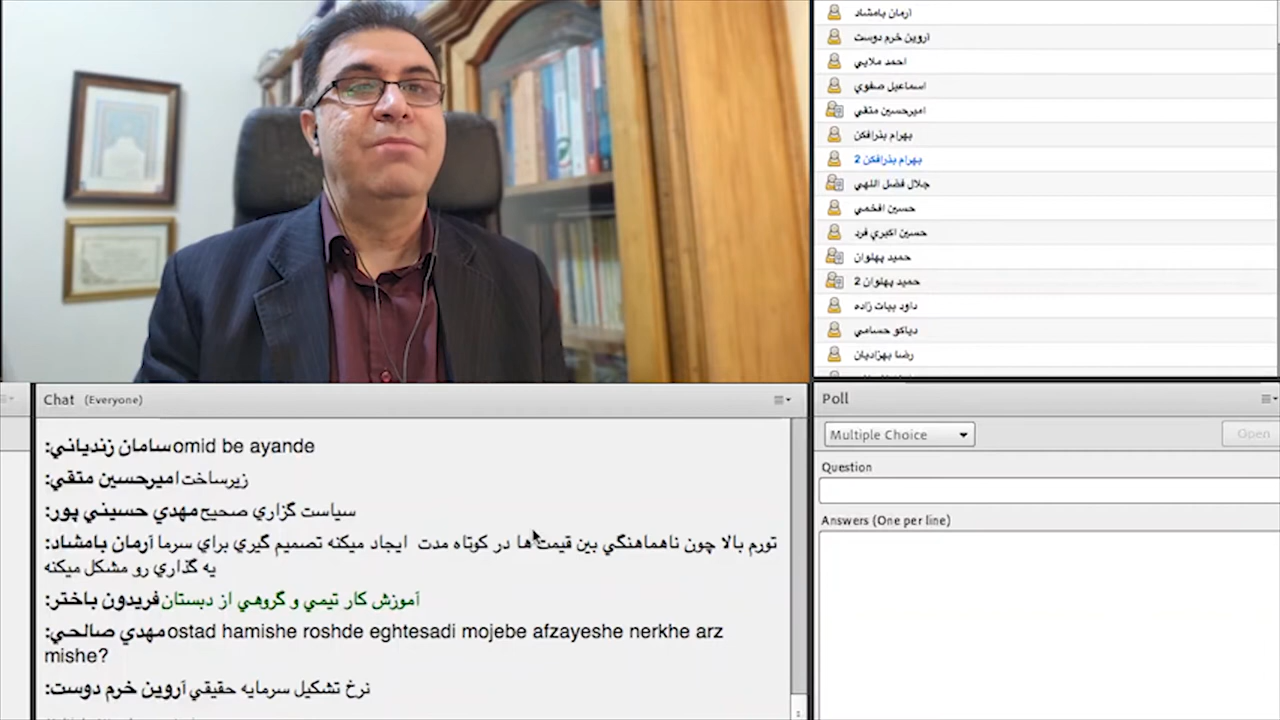 آرمان بامشاد
آروين خرم دوست
احمد ملايي
اسماعيل صفوي
اميرحسين متقي
بهرام بذرافكن
بهرام بذرافكن 2
جلال فضل اللهي
حسين افخمي
حسين اكبري فرد
حميد پهلوان
حميد پهلوان 2
داود بيات زاده
دياكو حسامي
رضا بهزاديان
Chat (Everyone)
سامان زندياني: omid be ayande
اميرحسين متقي: زيرساخت
مهدي حسيني پور: سياست گزاري صحيح
آرمان بامشاد: تورم بالا چون ناهماهنگي بين قيمت ها در كوتاه مدت ايجاد ميكنه تصميم گيري براي سرما
يه گذاري رو مشكل ميكنه
فريدون باختر: آموزش كار تيمي و گروهي از دبستان
مهدي صالحي: ostad hamishe roshde eghtesadi mojebe afzayeshe nerkhe arz
mishe?
آروين خرم دوست: نرخ تشكيل سرمايه حقيقي
Poll
Multiple Choice
Open
Question
Answers (One per line)